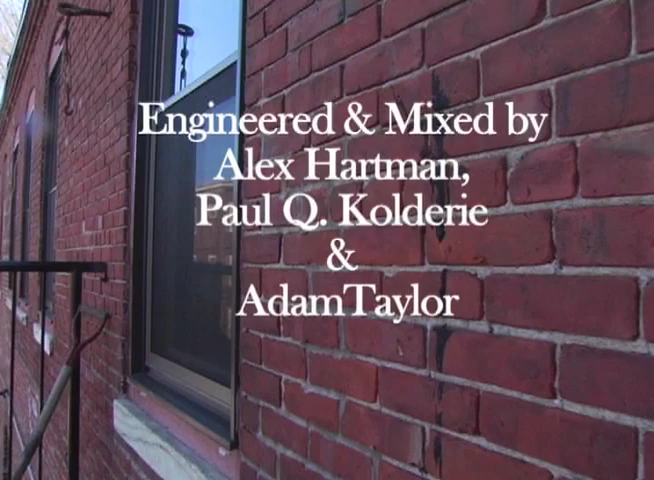 Engineered & Mixed by
Alex Hartman,
Paul Q. Kolderie
&
AdamTaylor